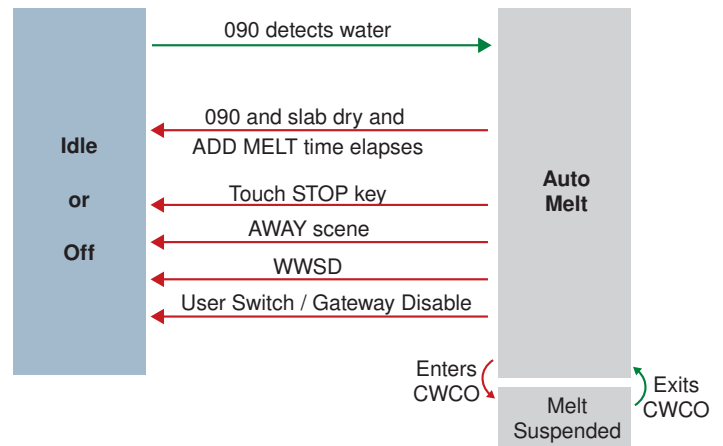 090 detects water
090 and slab dry and
ADD MELT time elapses
Idle
or
Off
Auto
Melt
Touch STOP key
AWAY scene
WWSD
User Switch / Gateway Disable
Enters
CWCO
Exits
CWCO
Melt
Suspended